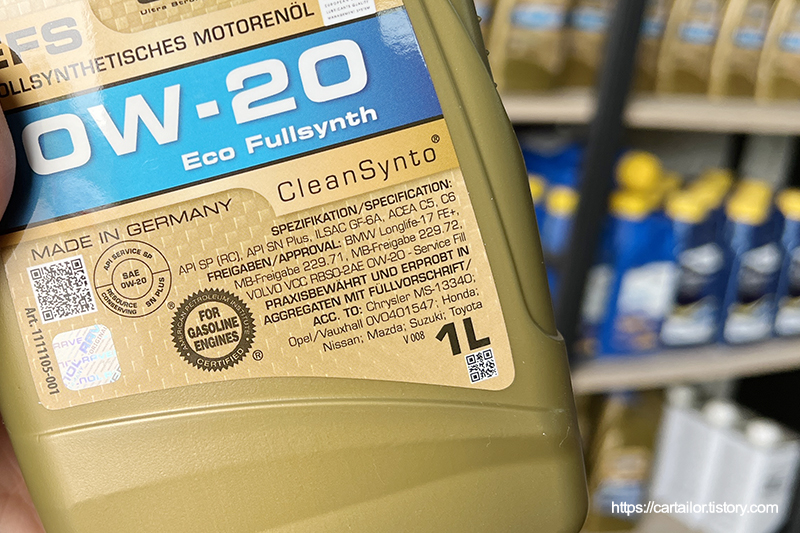 EFS
OLLSYNTHETISCHES MOTORENÖL
0W-20
Eco Fullsynth
CleanSynto®
MADE IN GERMANY
SPEZIFIKATION/SPECIFICATION:
API SP (RC), API SN Plus, ILSAC GF-6A, ACEA C5, C6
FREIGABEN/APPROVAL: BMW Longlife-17 FE+,
MB-Freigabe 229.71, MB-Freigabe 229.72,
VOLVO VCC RBS0-2AE 0W-20 - Service Fill
PRAXISBEWÄHRT UND ERPROBT IN
AGGREGATEN MIT FÜLLVORSCHRIFT/
ACC. TO: Chrysler MS-13340;
Opel/Vauxhall OV0401547; Honda;
Nissan; Mazda; Suzuki; Toyota
V 008
1L
API SERVICE SP
SAE
0W-20
RESOURCE CONSERVING
SN PLUS
FOR
GASOLINE
ENGINES
CERTIFIED
®
Art. 1111105-001
https://cartailor.tistory.com